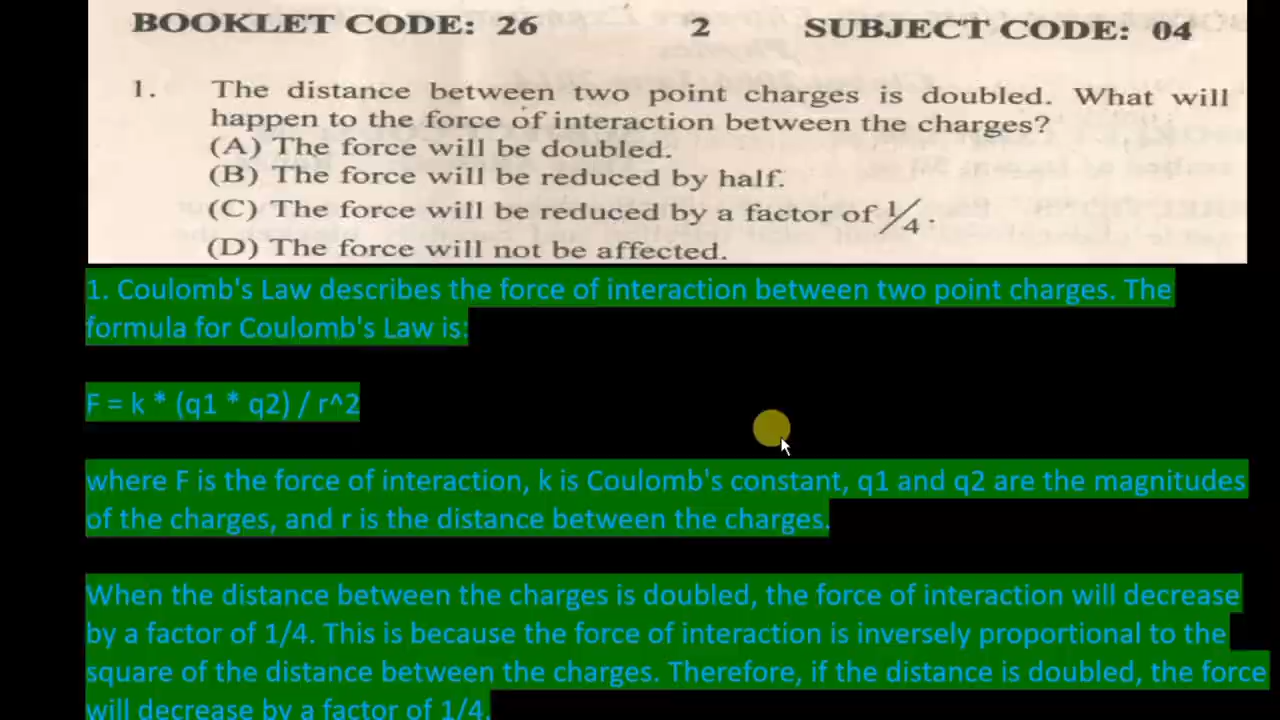 BOOKLET CODE: 26 2 SUBJECT CODE: 04
1. The distance between two point charges is doubled. What will
happen to the force of interaction between the charges?
(A) The force will be doubled.
(B) The force will be reduced by half.
(C) The force will be reduced by a factor of 1/4.
(D) The force will not be affected.
1. Coulomb's Law describes the force of interaction between two point charges. The
formula for Coulomb's Law is:
F = k * (q1 * q2) / r^2
where F is the force of interaction, k is Coulomb's constant, q1 and q2 are the magnitudes
of the charges, and r is the distance between the charges.
When the distance between the charges is doubled, the force of interaction will decrease
by a factor of 1/4. This is because the force of interaction is inversely proportional to the
square of the distance between the charges. Therefore, if the distance is doubled, the force
will decrease by a factor of 1/4.